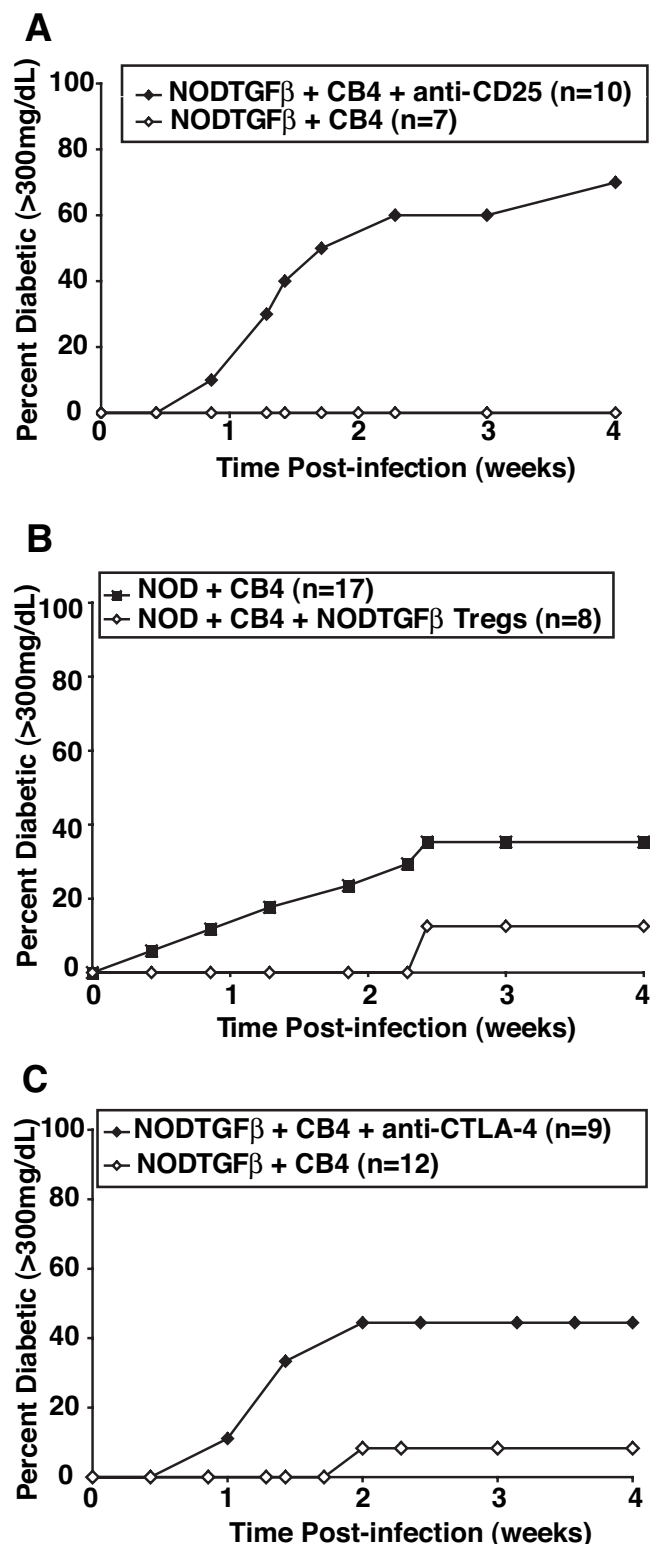 A
Percent Diabetic (>300mg/dL)
100
80
60
40
20
0
NODTGFβ + CB4 + anti-CD25 (n=10)
NODTGFβ + CB4 (n=7)
0 1 2 3 4
Time Post-infection (weeks)
B
Percent Diabetic (>300mg/dL)
100
80
60
40
20
0
NOD + CB4 (n=17)
NOD + CB4 + NODTGFβ Tregs (n=8)
0 1 2 3 4
Time Post-infection (weeks)
C
Percent Diabetic (>300mg/dL)
100
80
60
40
20
0
NODTGFβ + CB4 + anti-CTLA-4 (n=9)
NODTGFβ + CB4 (n=12)
0 1 2 3 4
Time Post-infection (weeks)